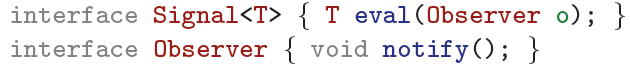 interface Signal<T> { T eval(Observer o); }
interface Observer { void notify(); }